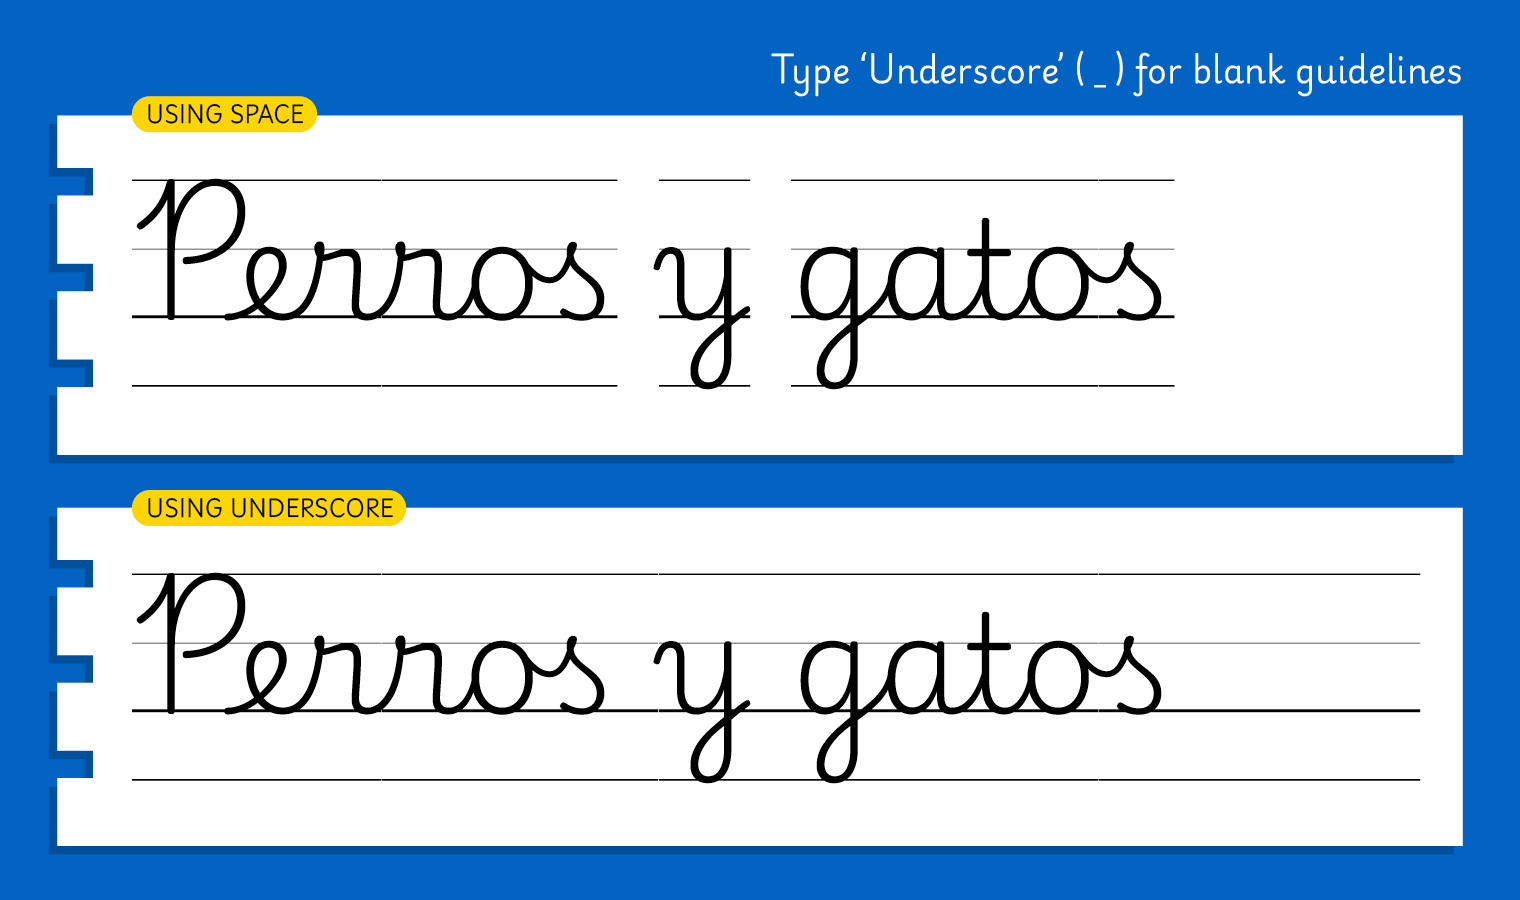 Type ‘Underscore’ ( _ ) for blank guidelines
USING SPACE
Perros y gatos
USING UNDERSCORE
Perros y gatos